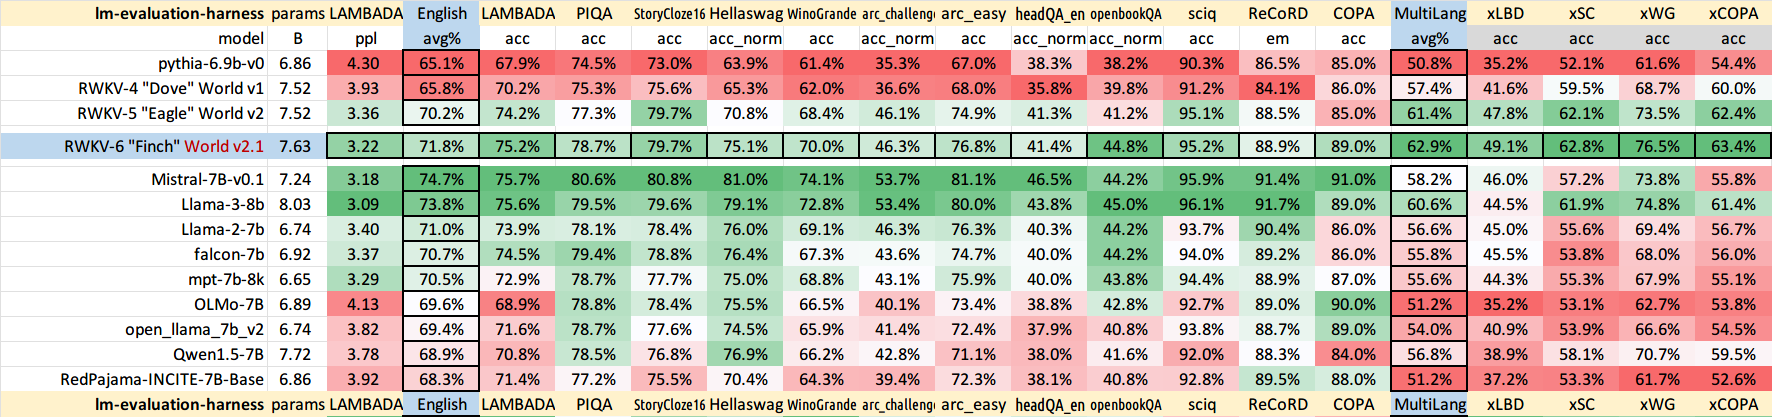 lm-evaluation-harness params LAMBADA English LAMBADA PIQA StoryCloze16 Hellaswag WinoGrande arc_challenge arc_easy headQA_en openbookQA sciq ReCoRD COPA MultiLang xLBD xSC xWG xCOPA
model B ppl avg% acc acc acc acc_norm acc acc_norm acc acc_norm acc_norm acc em acc avg% acc acc acc acc
pythia-6.9b-v0 6.86 4.30 65.1% 67.9% 74.5% 73.0% 63.9% 61.4% 35.3% 67.0% 38.3% 38.2% 90.3% 86.5% 85.0% 50.8% 35.2% 52.1% 61.6% 54.4%
RWKV-4 "Dove" World v1 7.52 3.93 65.8% 70.2% 75.3% 75.6% 65.3% 62.0% 36.6% 68.0% 35.8% 39.8% 91.2% 84.1% 86.0% 57.4% 41.6% 59.5% 68.7% 60.0%
RWKV-5 "Eagle" World v2 7.52 3.36 70.2% 74.2% 77.3% 79.7% 70.8% 68.4% 46.1% 74.9% 41.3% 41.2% 95.1% 88.5% 85.0% 61.4% 47.8% 62.1% 73.5% 62.4%
RWKV-6 "Finch" World v2.1 7.63 3.22 71.8% 75.2% 78.7% 79.7% 75.1% 70.0% 46.3% 76.8% 41.4% 44.8% 95.2% 88.9% 89.0% 62.9% 49.1% 62.8% 76.5% 63.4%
Mistral-7B-v0.1 7.24 3.18 74.7% 75.7% 80.6% 80.8% 81.0% 74.1% 53.7% 81.1% 46.5% 44.2% 95.9% 91.4% 91.0% 58.2% 46.0% 57.2% 73.8% 55.8%
Llama-3-8b 8.03 3.09 73.8% 75.6% 79.5% 79.6% 79.1% 72.8% 53.4% 80.0% 43.8% 45.0% 96.1% 91.7% 89.0% 60.6% 44.5% 61.9% 74.8% 61.4%
Llama-2-7b 6.74 3.40 71.0% 73.9% 78.1% 78.4% 76.0% 69.1% 46.3% 76.3% 40.3% 44.2% 93.7% 90.4% 86.0% 56.6% 45.0% 55.6% 69.4% 56.7%
falcon-7b 6.92 3.37 70.7% 74.5% 79.4% 78.8% 76.4% 67.3% 43.6% 74.7% 40.0% 44.2% 94.0% 89.2% 86.0% 55.8% 45.0% 53.8% 68.0% 56.0%
mpt-7b-8k 6.65 3.29 70.5% 72.9% 78.7% 77.7% 75.0% 68.8% 43.1% 75.9% 40.0% 43.8% 94.4% 88.9% 87.0% 55.6% 44.3% 55.3% 67.9% 55.1%
OLMo-7B 6.89 4.13 69.6% 68.9% 78.8% 78.4% 75.5% 66.5% 40.1% 73.4% 38.8% 42.8% 92.7% 89.0% 90.0% 51.2% 35.2% 53.1% 62.7% 53.8%
open_llama_7b_v2 6.74 3.82 69.4% 71.6% 78.7% 77.6% 74.5% 65.9% 41.4% 72.4% 37.9% 40.8% 93.8% 88.7% 89.0% 54.0% 40.9% 53.9% 66.6% 54.5%
Qwen1.5-7B 7.72 3.78 68.9% 70.8% 78.5% 76.8% 76.9% 66.2% 42.8% 71.1% 38.0% 41.6% 92.0% 88.3% 84.0% 56.8% 38.9% 58.1% 70.7% 59.5%
RedPajama-INCITE-7B-Base 6.86 3.92 68.3% 71.4% 77.2% 75.5% 70.4% 64.3% 39.4% 72.3% 38.1% 40.8% 92.8% 89.5% 88.0% 51.2% 37.2% 53.3% 61.7% 52.6%
lm-evaluation-harness params LAMBADA English LAMBADA PIQA StoryCloze16 Hellaswag WinoGrande arc_challenge arc_easy headQA_en openbookQA sciq ReCoRD COPA MultiLang xLBD xSC xWG xCOPA